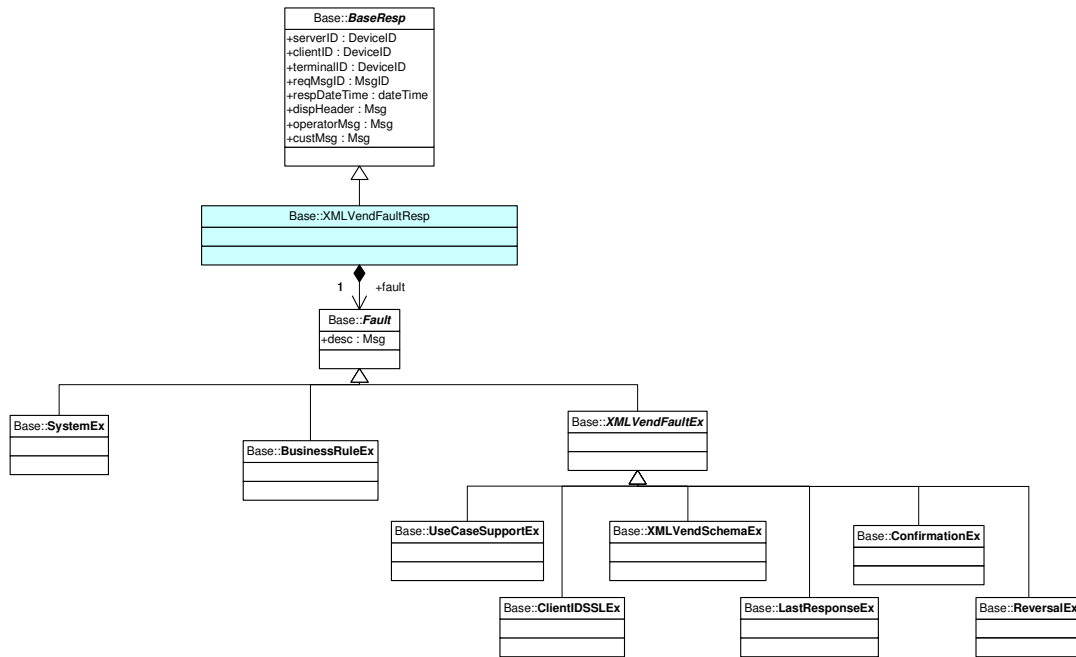 Base::BaseResp
+serverID : DeviceID
+clientID : DeviceID
+terminalID : DeviceID
+reqMsgID : MsgID
+respDateTime : dateTime
+dispHeader : Msg
+operatorMsg : Msg
+custMsg : Msg
Base::XMLVendFaultResp
1 +fault
Base::Fault
+desc : Msg
Base::SystemEx
Base::BusinessRuleEx
Base::XMLVendFaultEx
Base::UseCaseSupportEx
Base::XMLVendSchemaEx
Base::ConfirmationEx
Base::ClientIDSSLEx
Base::LastResponseEx
Base::ReversalEx